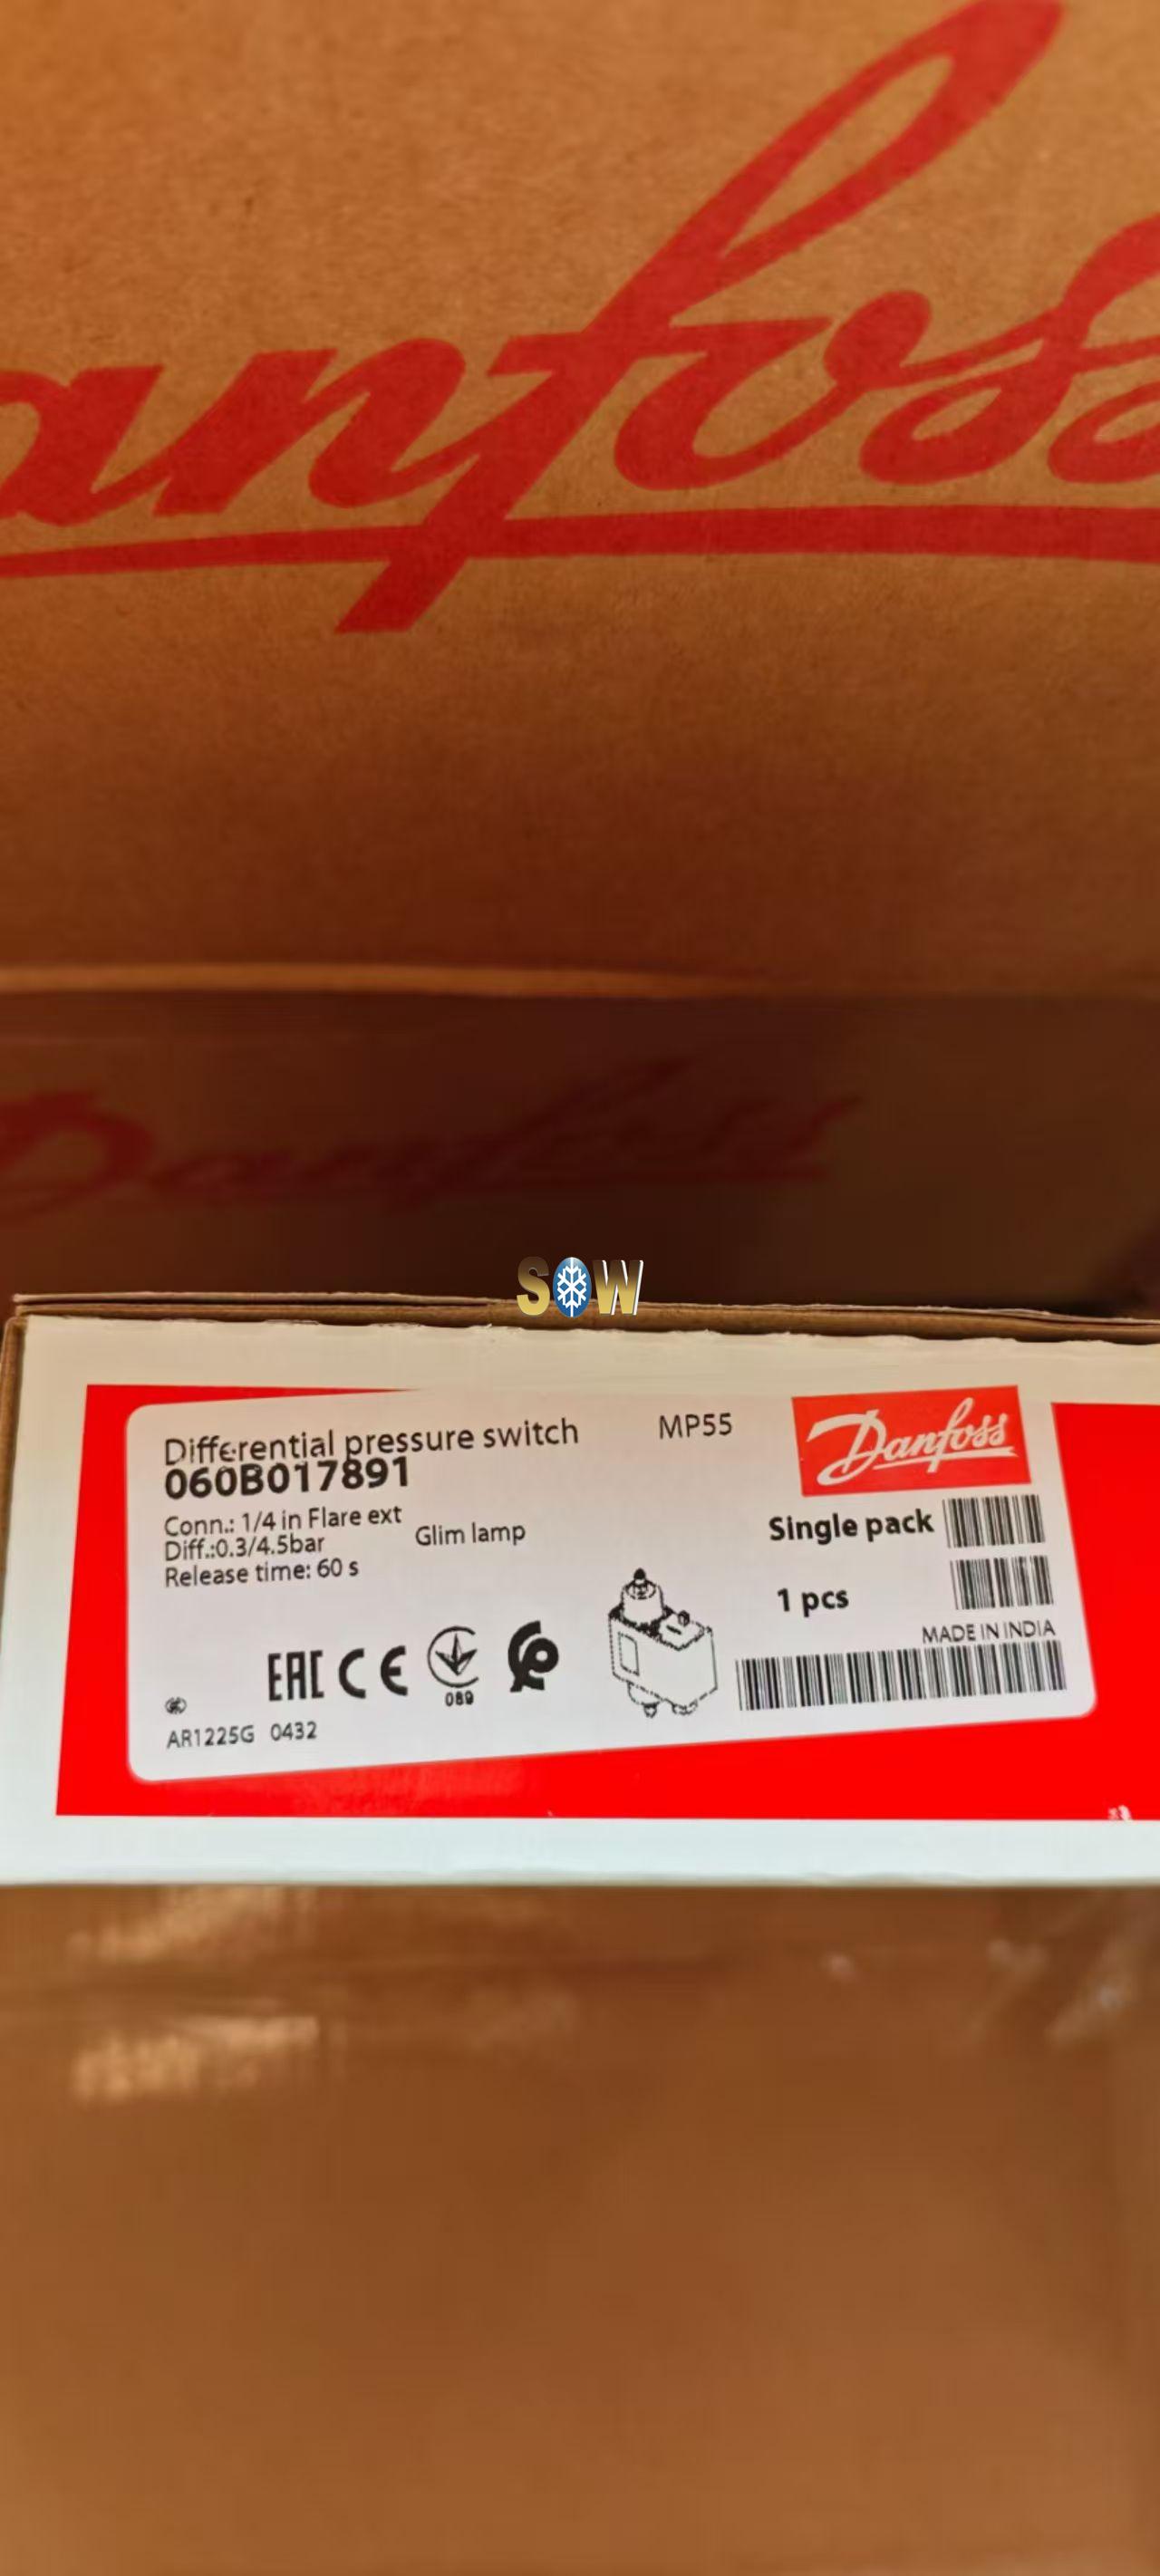 Danfoss
Danfoss
SOW
Differential pressure switch MP55
Danfoss
060B017891
Conn.: 1/4 in Flare ext
Diff.:0.3/4.5bar Glim lamp
Release time: 60 s
Single pack
1 pcs
MADE IN INDIA
EAC CE
089
AR1225G 0432